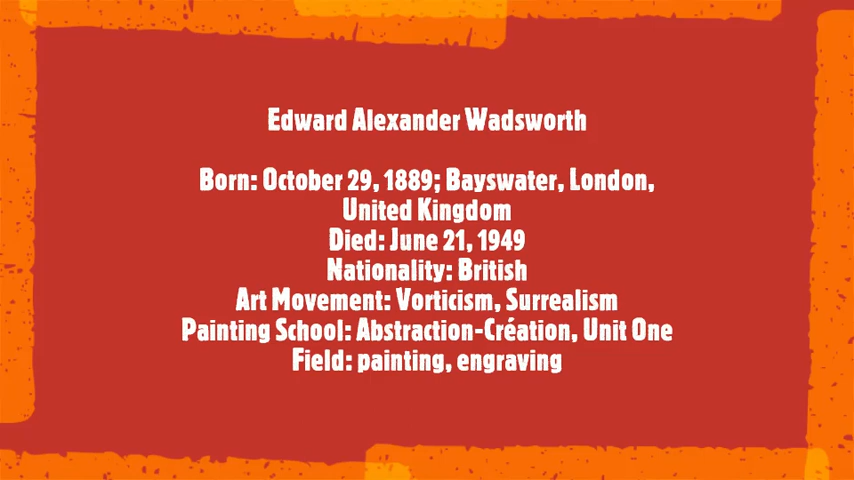 Edward Alexander Wadsworth
Born: October 29, 1889; Bayswater, London,
United Kingdom
Died: June 21, 1949
Nationality: British
Art Movement: Vorticism, Surrealism
Painting School: Abstraction-Création, Unit One
Field: painting, engraving